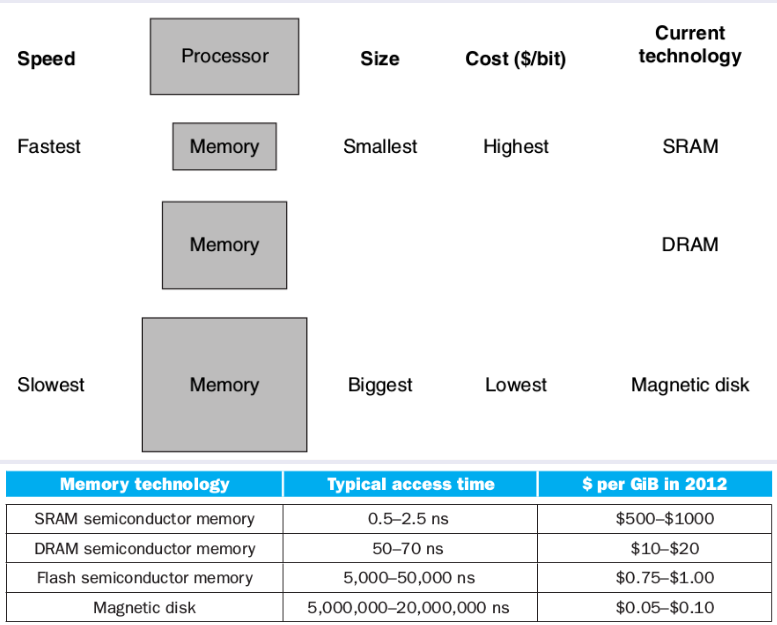 Speed Processor Size Cost ($/bit) Current
technology
Fastest Memory Smallest Highest SRAM
Memory DRAM
Slowest Memory Biggest Lowest Magnetic disk
Memory technology Typical access time $ per GiB in 2012
SRAM semiconductor memory 0.5–2.5 ns $500–$1000
DRAM semiconductor memory 50–70 ns $10–$20
Flash semiconductor memory 5,000–50,000 ns $0.75–$1.00
Magnetic disk 5,000,000–20,000,000 ns $0.05–$0.10